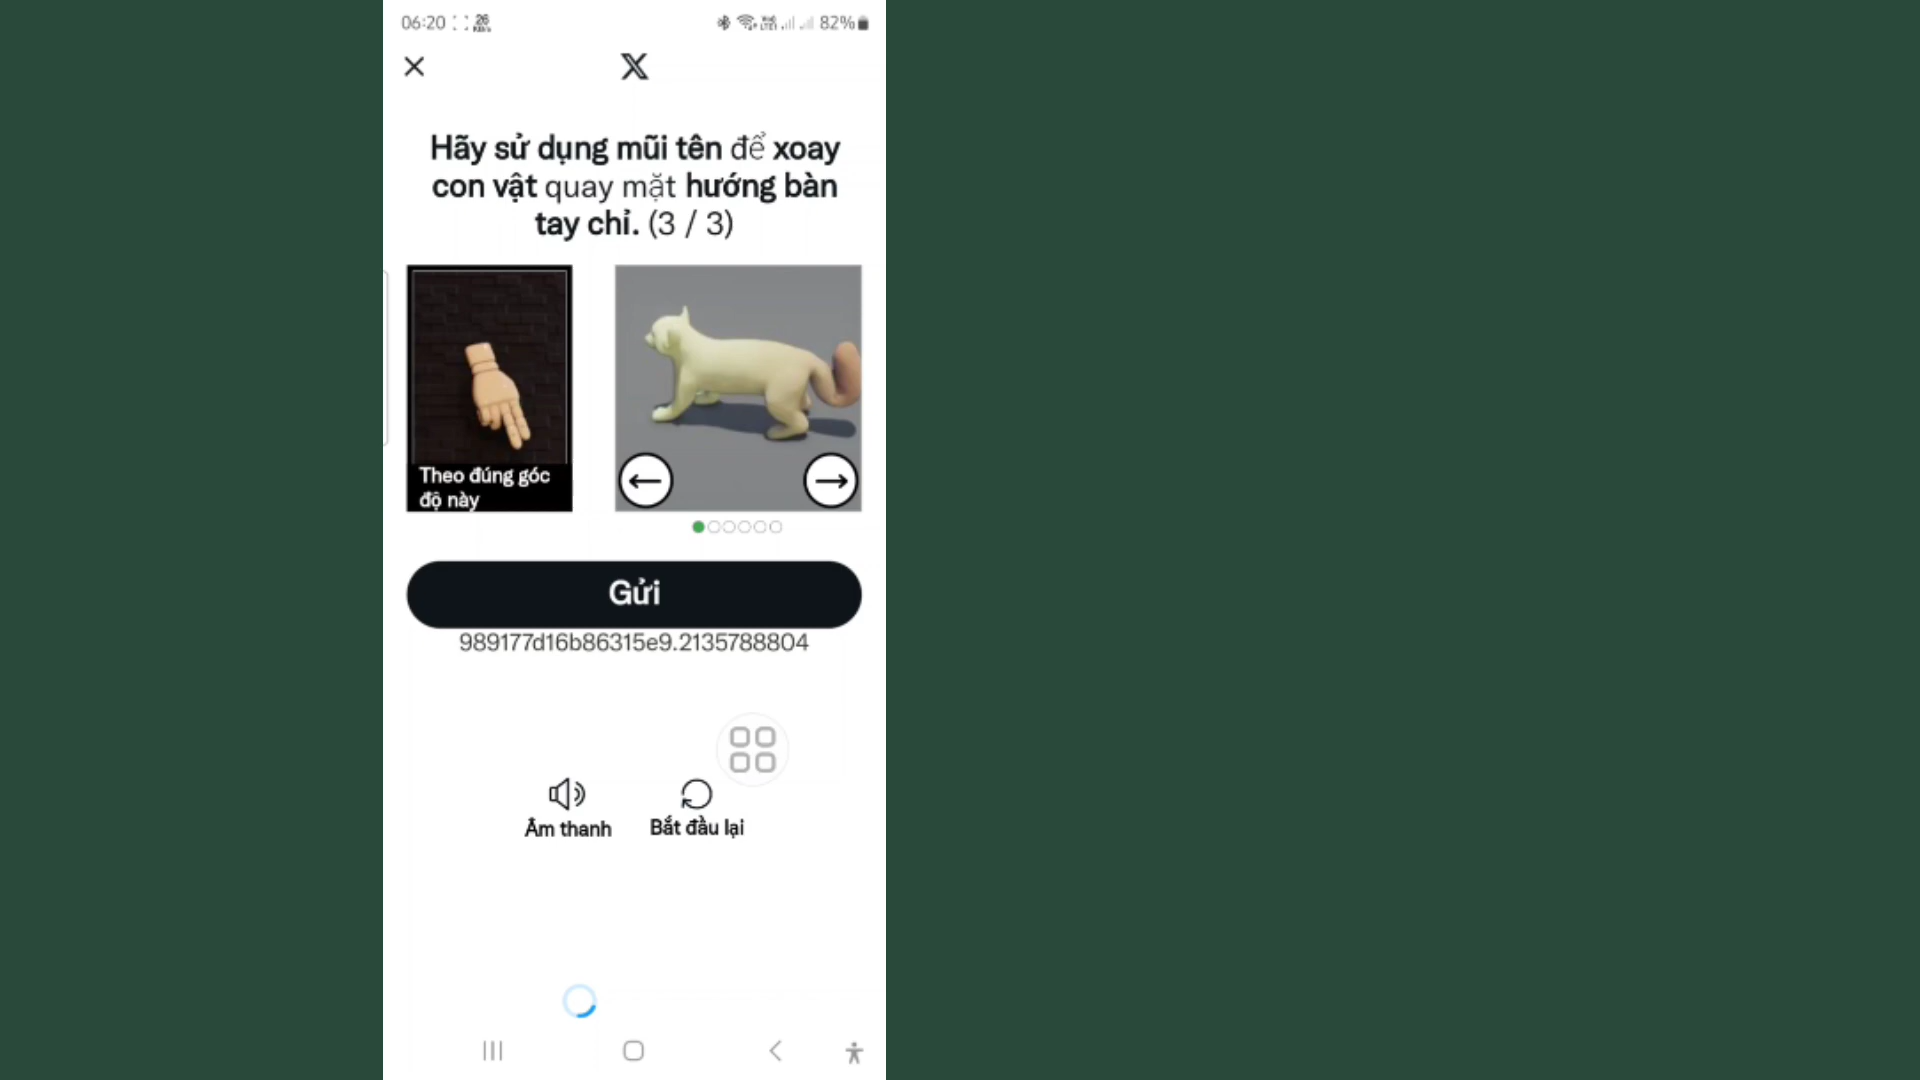 06:20
82%
Hãy sử dụng mũi tên để xoay
con vật quay mặt hướng bàn
tay chỉ. (3 / 3)
Theo đúng góc
độ này
Gửi
989177d16b86315e9.2135788804
Âm thanh
Bắt đầu lại